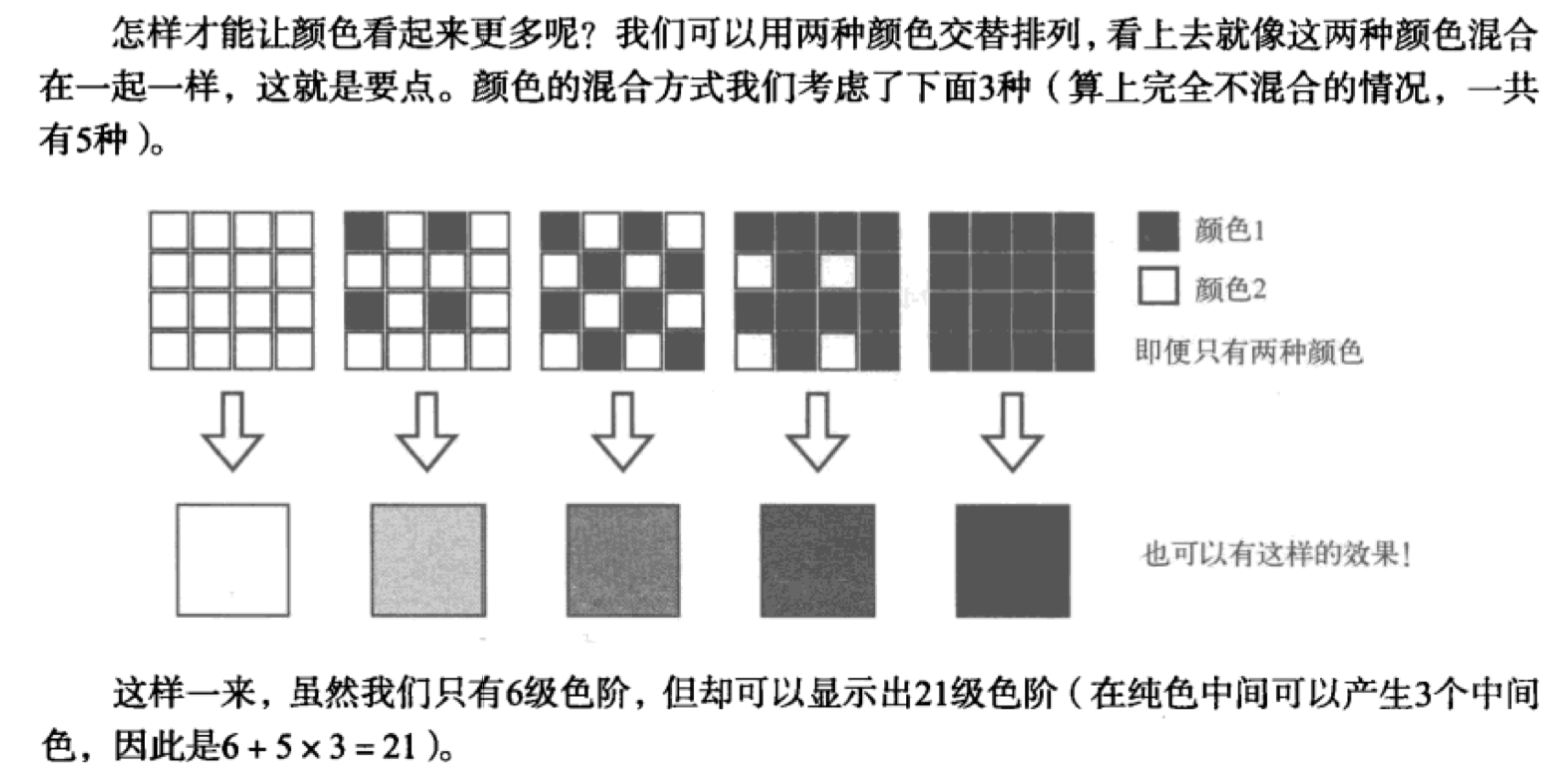 怎样才能让颜色看起来更多呢？我们可以用两种颜色交替排列，看上去就像这两种颜色混合
在一起一样，这就是要点。颜色的混合方式我们考虑了下面3种（算上完全不混合的情况，一共
有5种）。
颜色1
颜色2
即便只有两种颜色
也可以有这样的效果！
这样一来，虽然我们只有6级色阶，但却可以显示出21级色阶（在纯色中间可以产生3个中间
色，因此是6 + 5 × 3 = 21）。